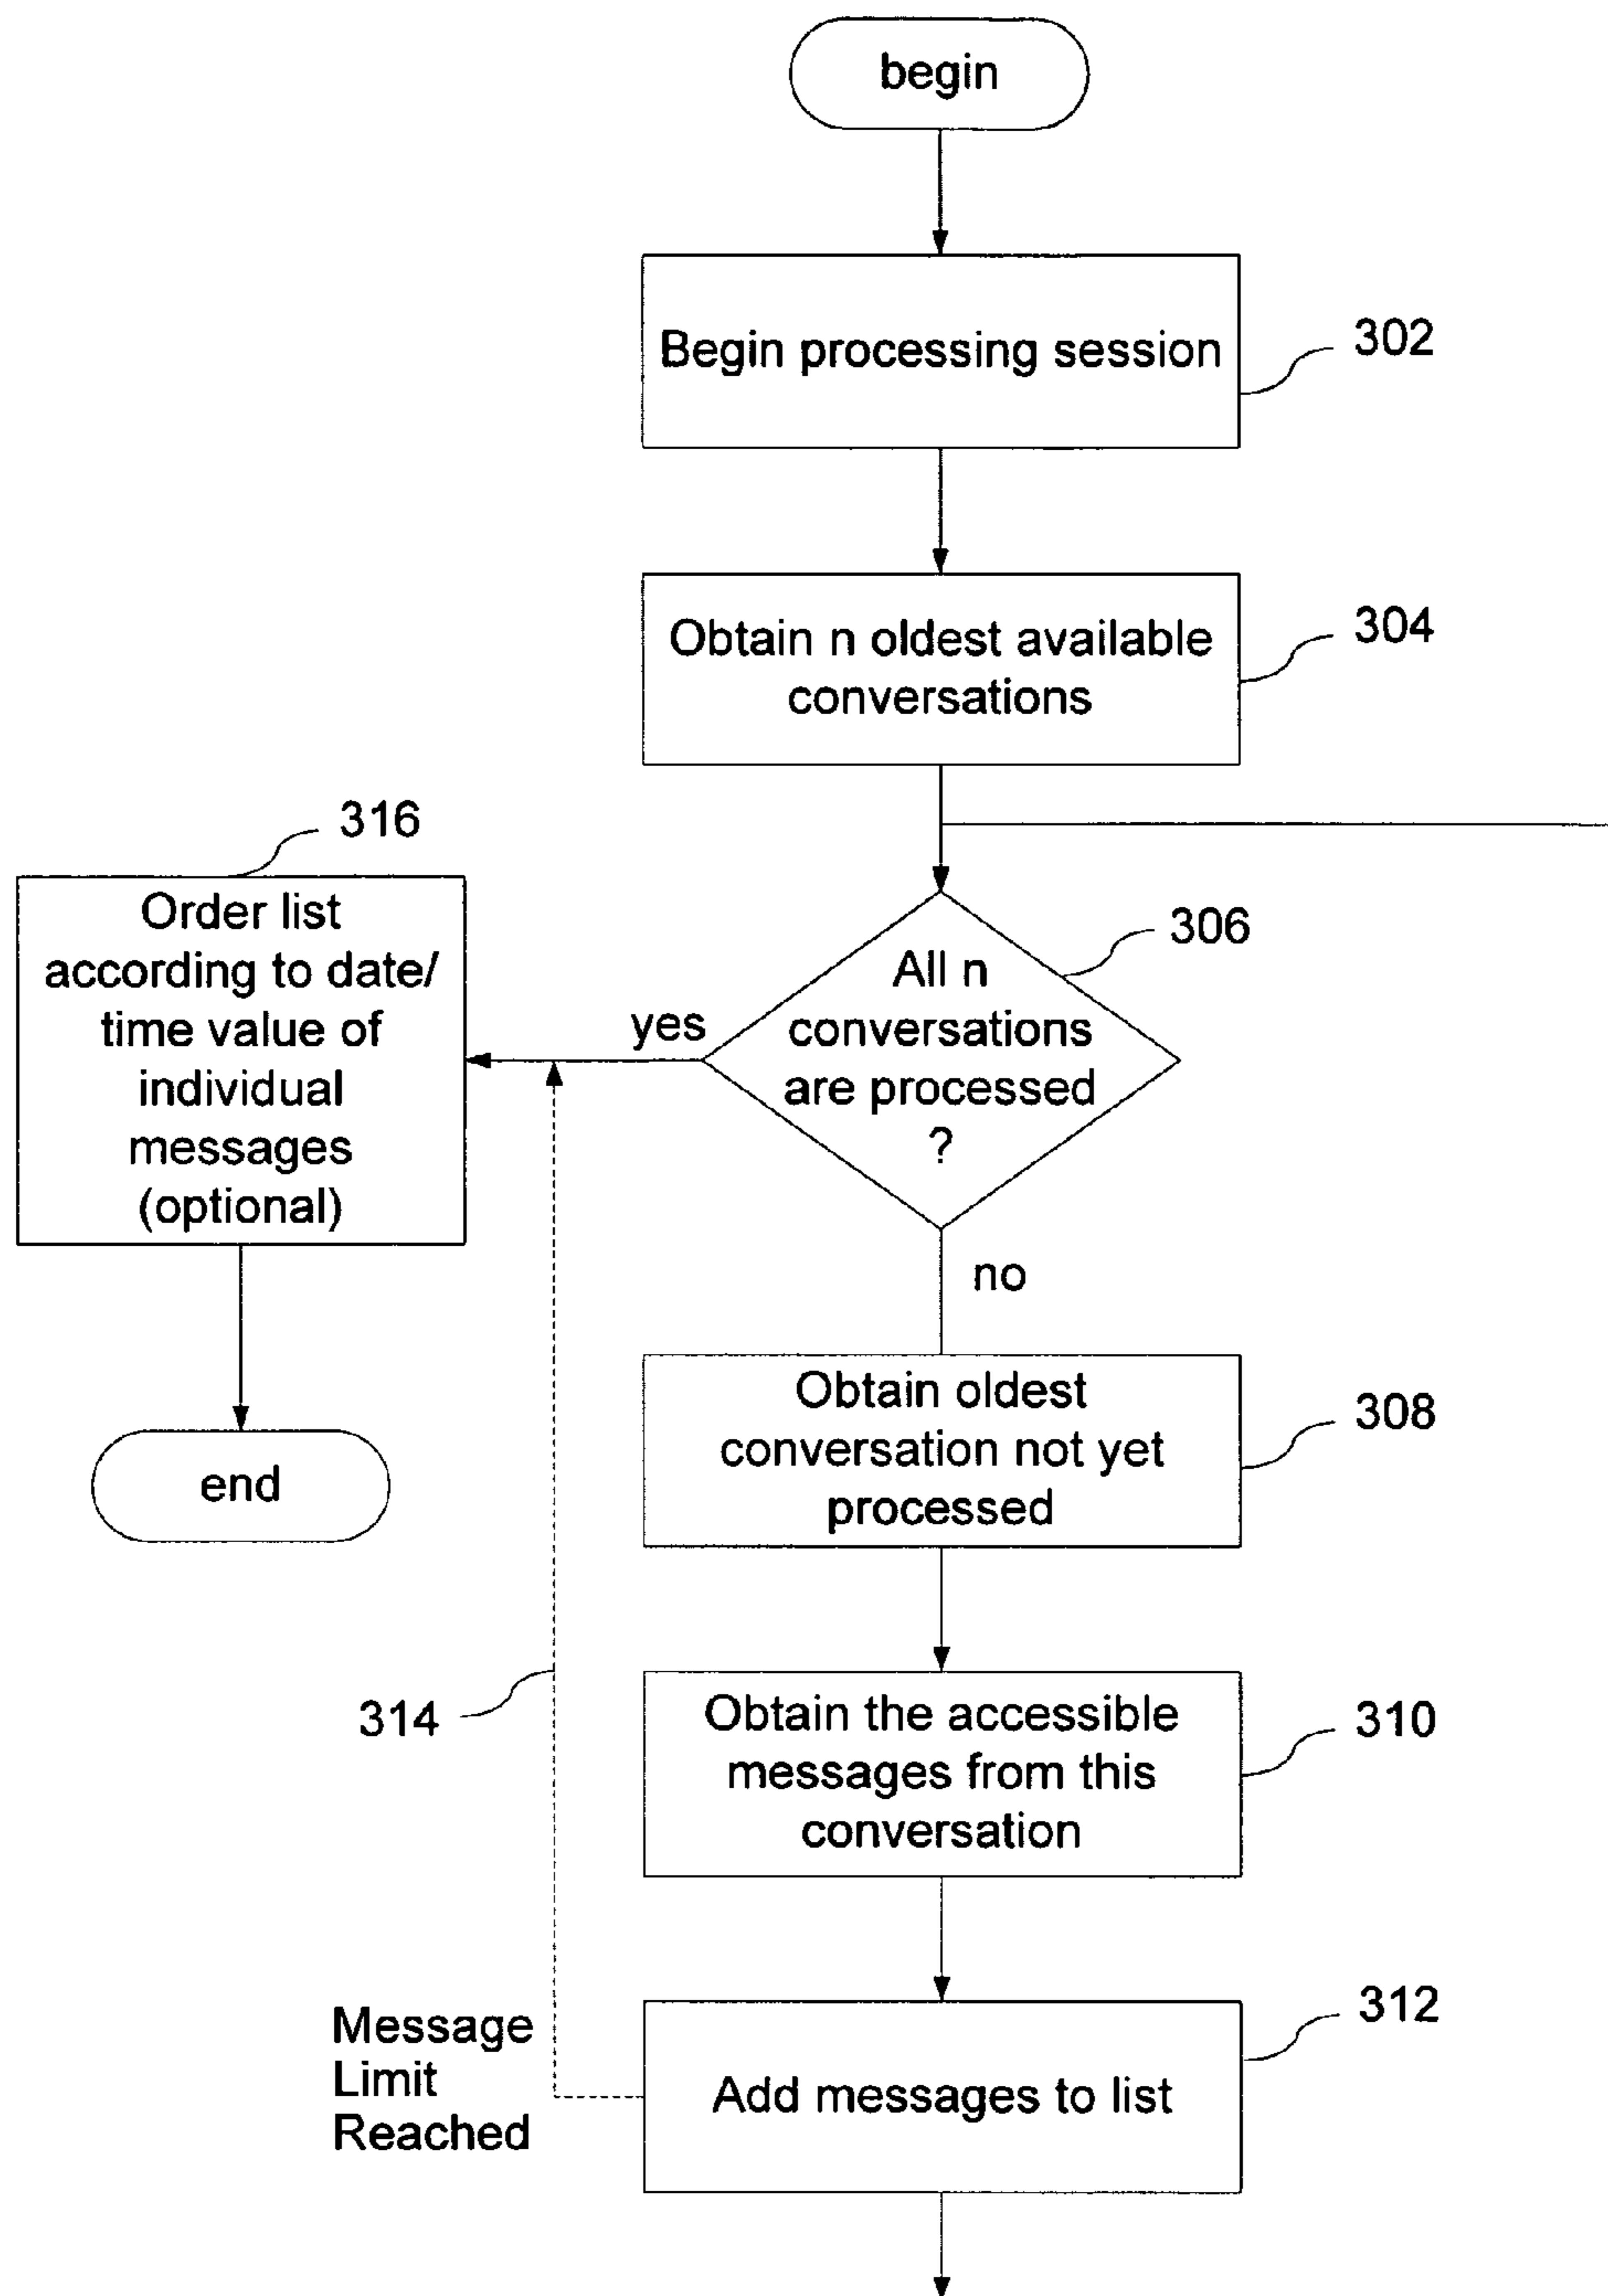 begin
Begin processing session
302
Obtain n oldest available
conversations
304
316
Order list
according to date/
time value of
individual
messages
(optional)
306
All n
conversations
are processed
?
yes
no
end
Obtain oldest
conversation not yet
processed
308
314
Obtain the accessible
messages from this
conversation
310
Message
Limit
Reached
Add messages to list
312